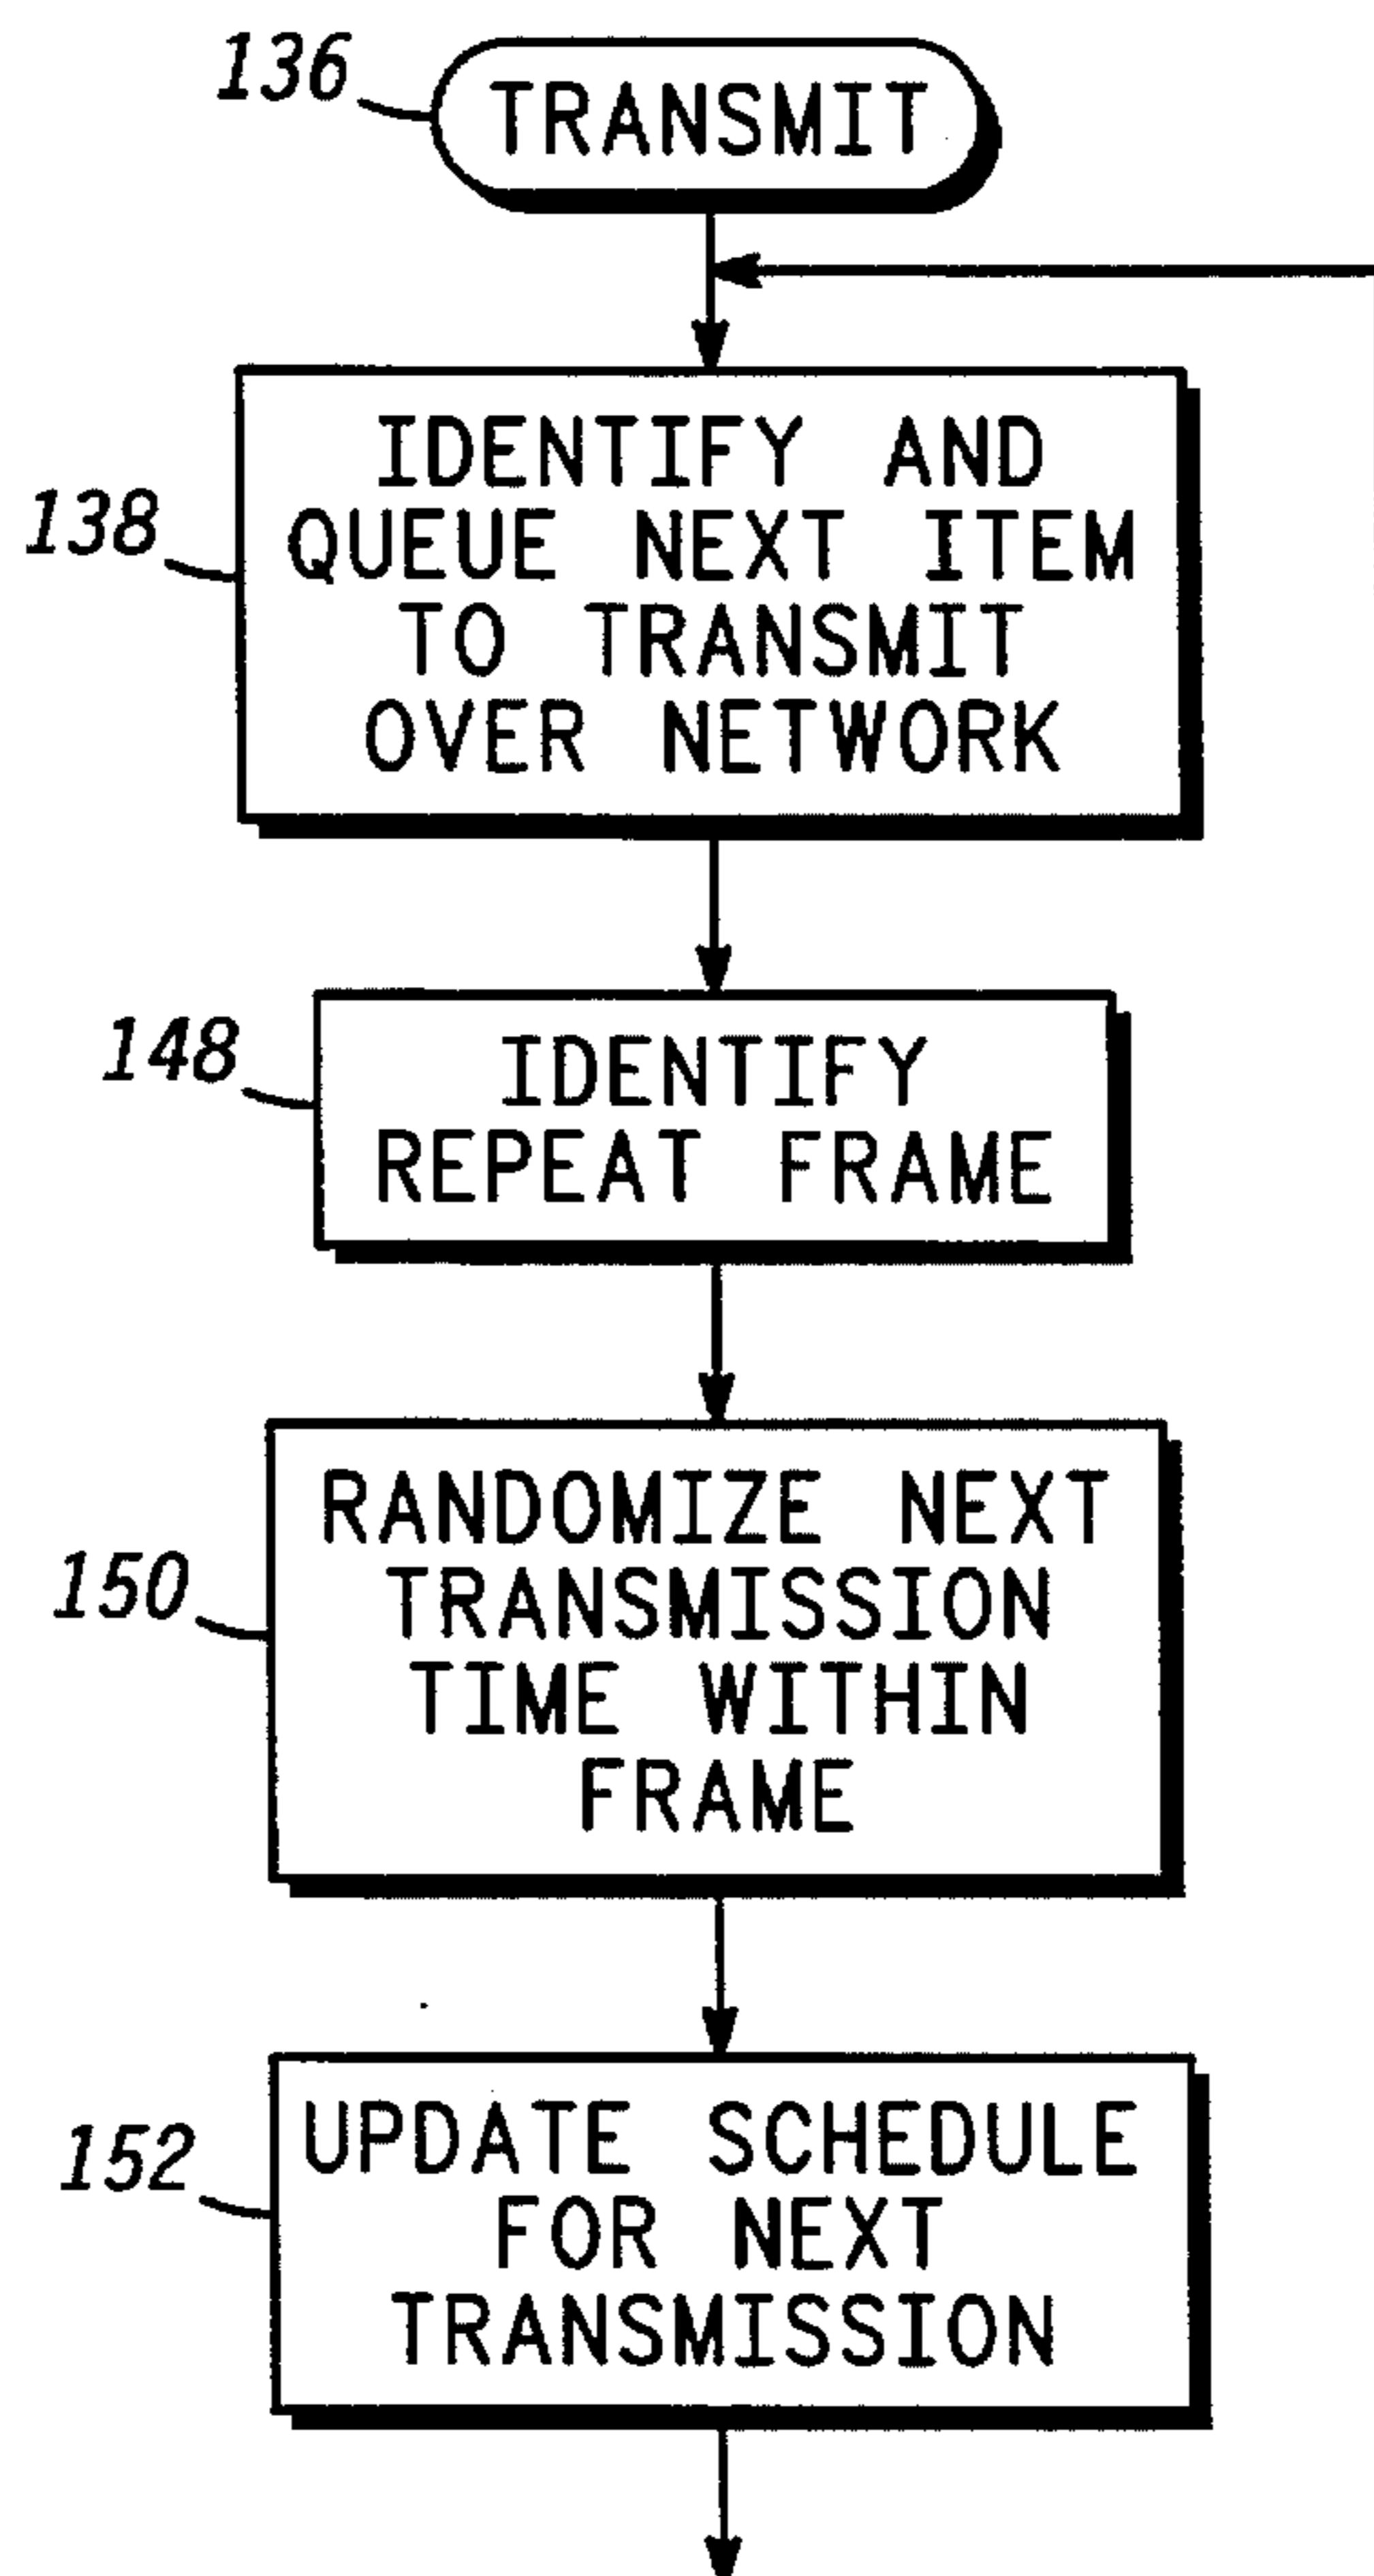 136
TRANSMIT
138
IDENTIFY AND
QUEUE NEXT ITEM
TO TRANSMIT
OVER NETWORK
148
IDENTIFY
REPEAT FRAME
150
RANDOMIZE NEXT
TRANSMISSION
TIME WITHIN
FRAME
152
UPDATE SCHEDULE
FOR NEXT
TRANSMISSION